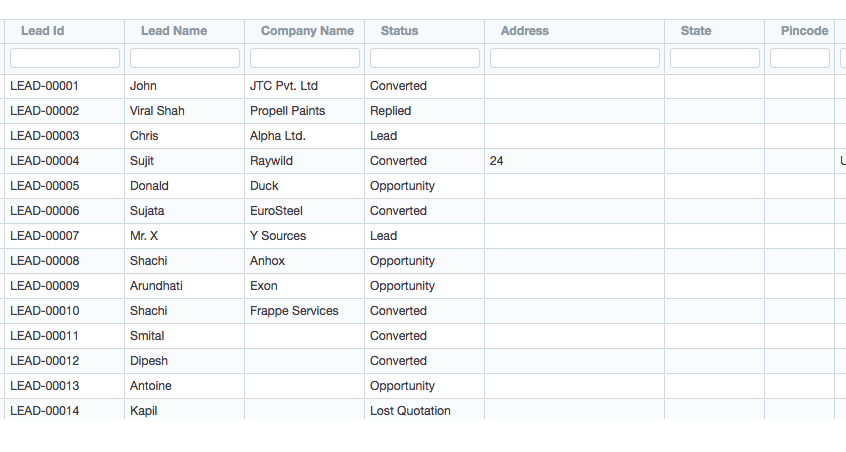 Lead Id Lead Name Company Name Status Address State Pincode
LEAD-00001 John JTC Pvt. Ltd Converted
LEAD-00002 Viral Shah Propell Paints Replied
LEAD-00003 Chris Alpha Ltd. Lead
LEAD-00004 Sujit Raywild Converted 24
LEAD-00005 Donald Duck Opportunity
LEAD-00006 Sujata EuroSteel Converted
LEAD-00007 Mr. X Y Sources Lead
LEAD-00008 Shachi Anhox Opportunity
LEAD-00009 Arundhati Exon Opportunity
LEAD-00010 Shachi Frappe Services Converted
LEAD-00011 Smital Converted
LEAD-00012 Dipesh Converted
LEAD-00013 Antoine Opportunity
LEAD-00014 Kapil Lost Quotation